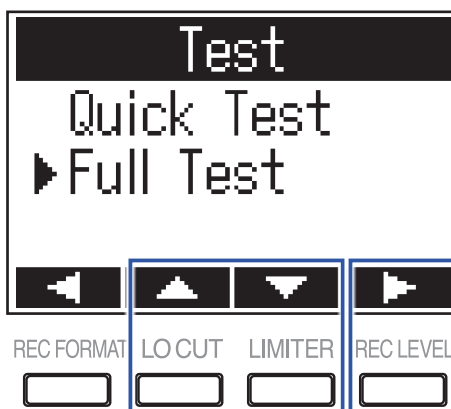 Test
Quick Test
Full Test
REC FORMAT LO CUT LIMITER REC LEVEL